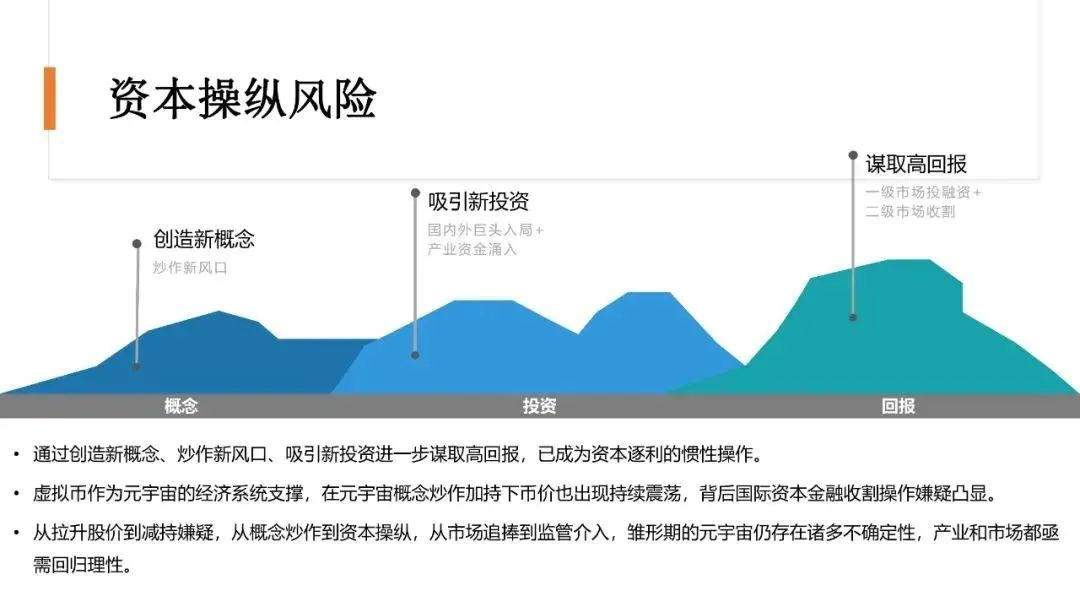 资本操纵风险
谋取高回报
一级市场投融资+
二级市场收割
吸引新投资
国内外巨头入局+
产业资金涌入
创造新概念
炒作新风口
概念
投资
回报
• 通过创造新概念、炒作新风口、吸引新投资进一步谋取高回报，已成为资本逐利的惯性操作。
• 虚拟币作为元宇宙的经济系统支撑，在元宇宙概念炒作加持下币价也出现持续震荡，背后国际资本金融收割操作嫌疑凸显。
• 从拉升股价到减持嫌疑，从概念炒作到资本操纵，从市场追捧到监管介入，雏形期的元宇宙仍存在诸多不确定性，产业和市场都亟
需回归理性。